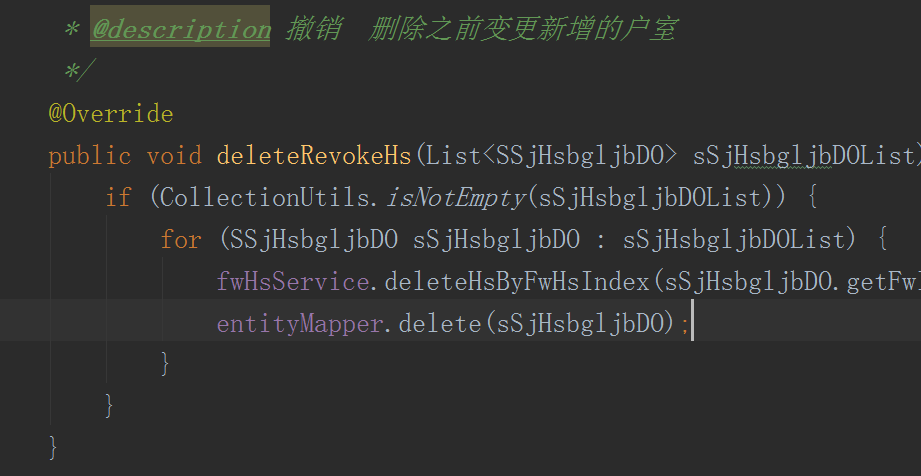 * @description 撤销  删除之前变更新增的户室
*/
@Override
public void deleteRevokeHs(List<SSjHsbgljbDO> sSjHsbgljbDOList)
if (CollectionUtils.isNotEmpty(sSjHsbgljbDOList)) {
for (SSjHsbgljbDO sSjHsbgljbDO : sSjHsbgljbDOList) {
fwHsService.deleteHsByFwHsIndex(sSjHsbgljbDO.getFw
entityMapper.delete(sSjHsbgljbDO);
}
}
}